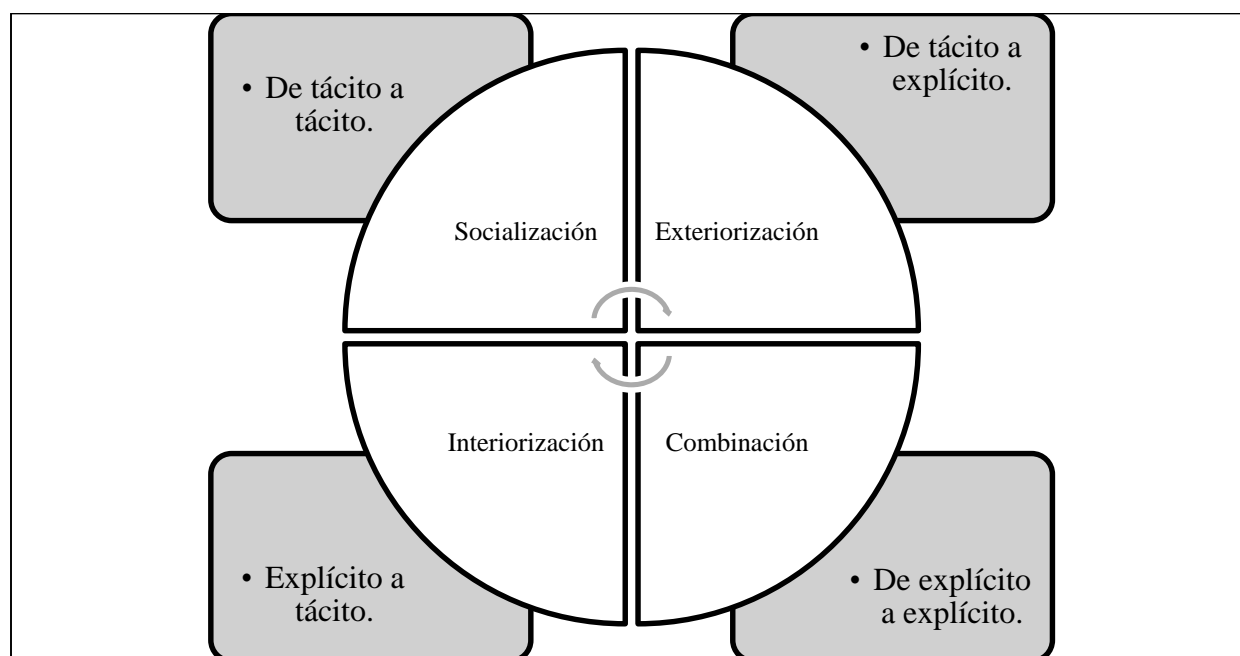 • De tácito a
tácito.
• De tácito a
explícito.
Socialización
Exteriorización
Interiorización
Combinación
• Explícito a
tácito.
• De explícito
a explícito.